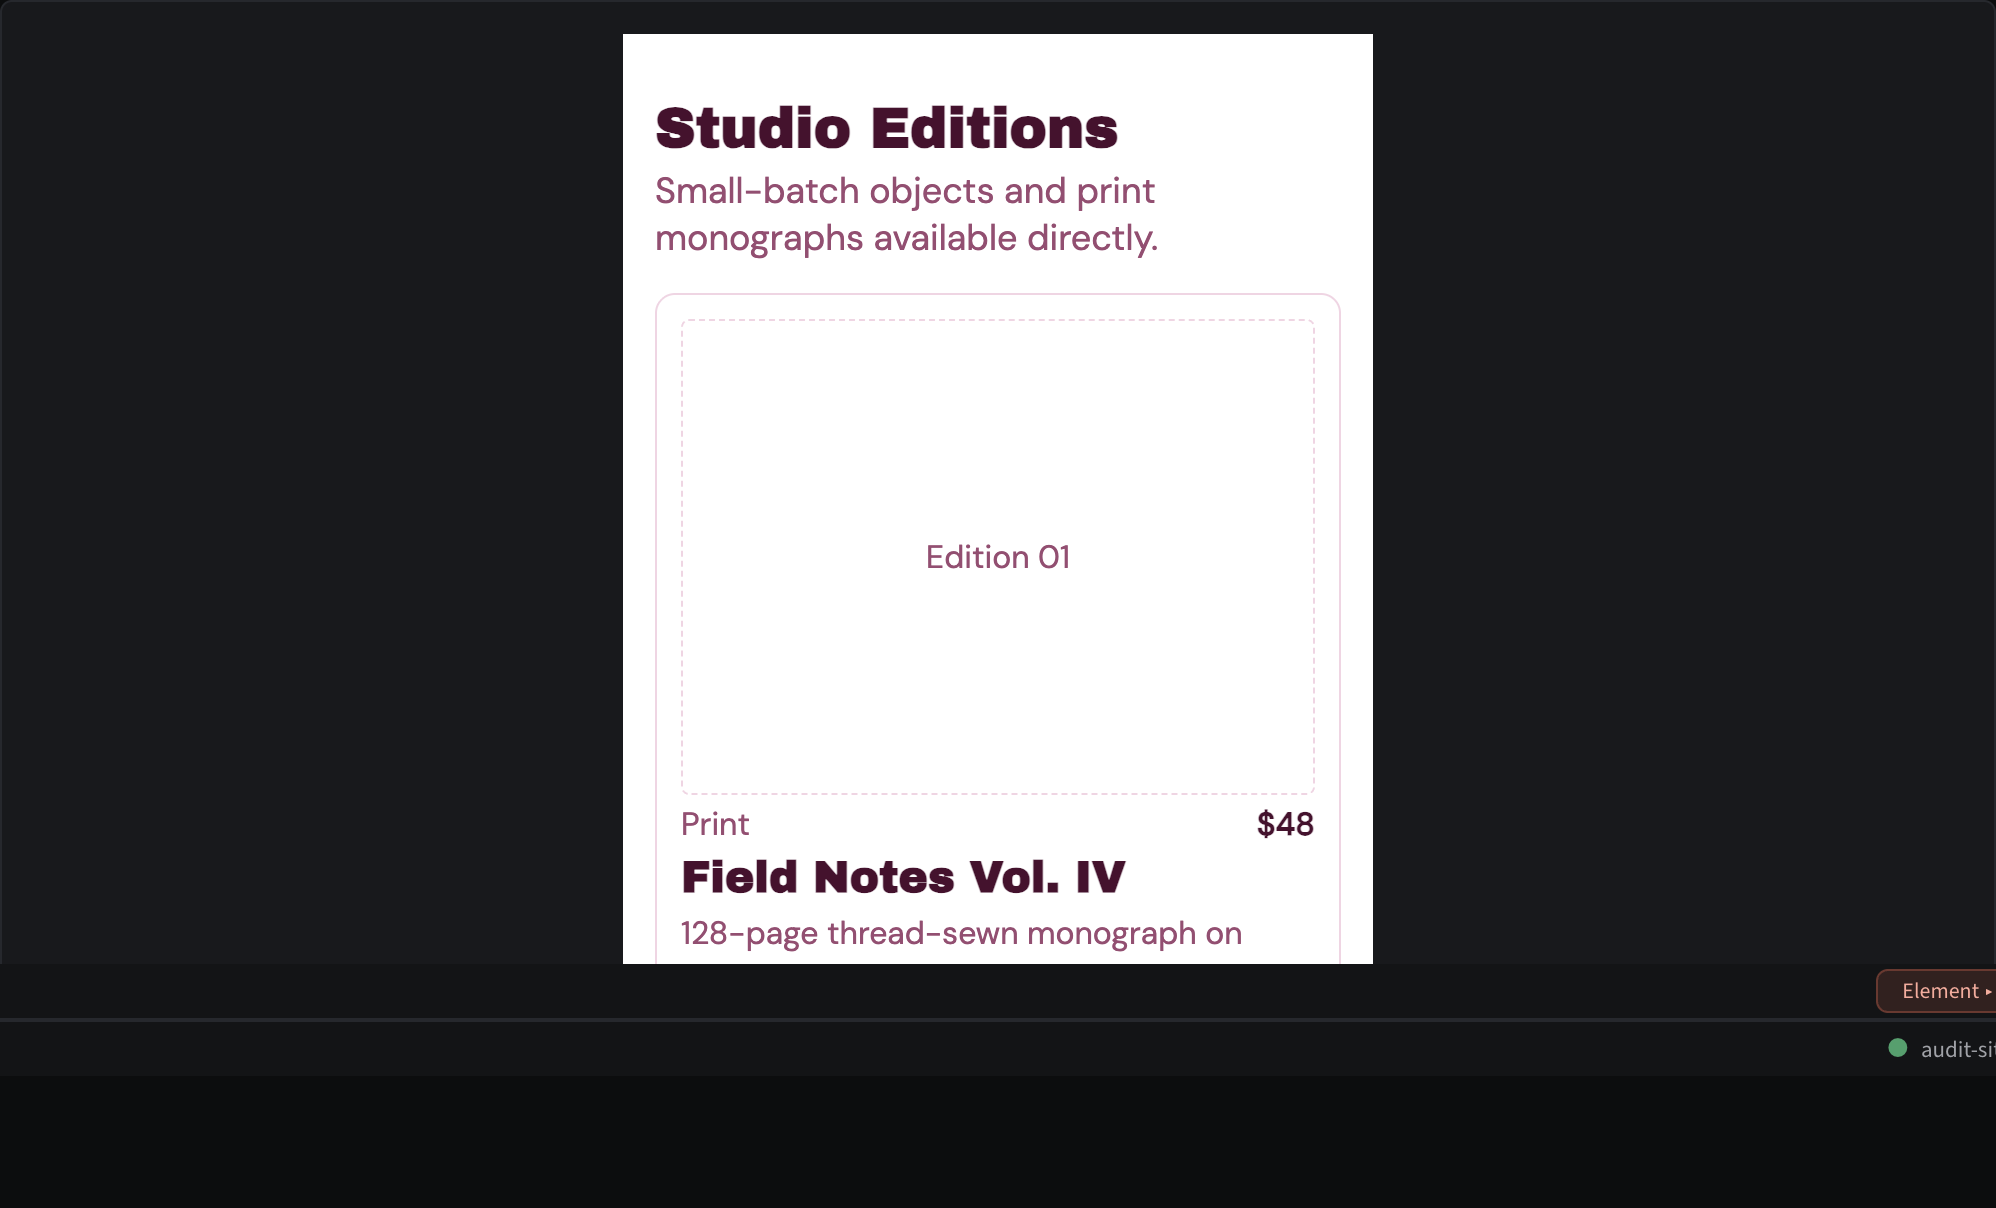 Studio Editions
Small-batch objects and print
monographs available directly.
Edition 01
Print $48
Field Notes Vol. IV
128-page thread-sewn monograph on
Element ▸